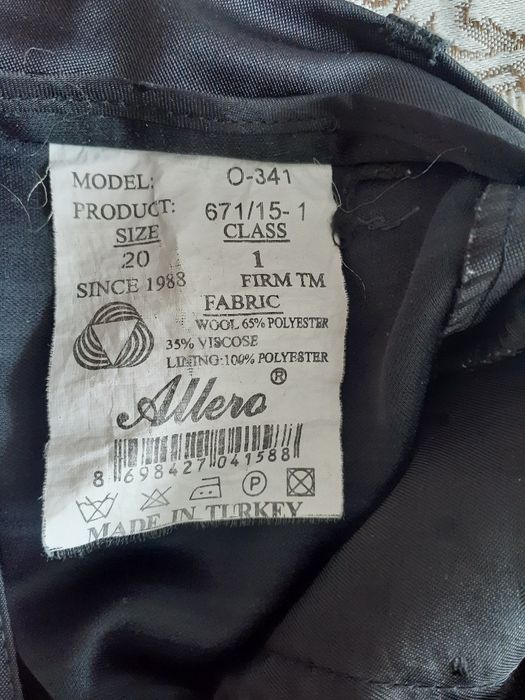 MODEL: O-341
PRODUCT: 671/15-1
SIZE CLASS
20 1
SINCE 1988 FIRM TM
FABRIC
WOOL 65% POLYESTER
35% VISCOSE
LINING:100% POLYESTER
Allero ®
8 698427 041588
P
MADE IN TURKEY